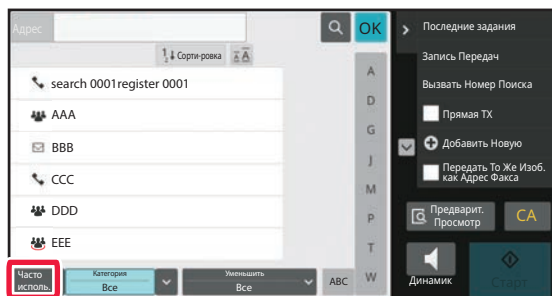 Адрес
OK
1 2 Сорти-ровка
A A
search 0001register 0001
AAA
BBB
CCC
DDD
EEE
A
D
G
J
M
P
T
W
Часто
исполь.
Категория
Все
Уменьшить
Все
ABC
Последние задания
Запись Передач
Вызвать Номер Поиска
Прямая TX
Добавить Новую
Передать То Же Изоб.
как Адрес Факса
Предварит.
Просмотр
CA
Динамик
Старт